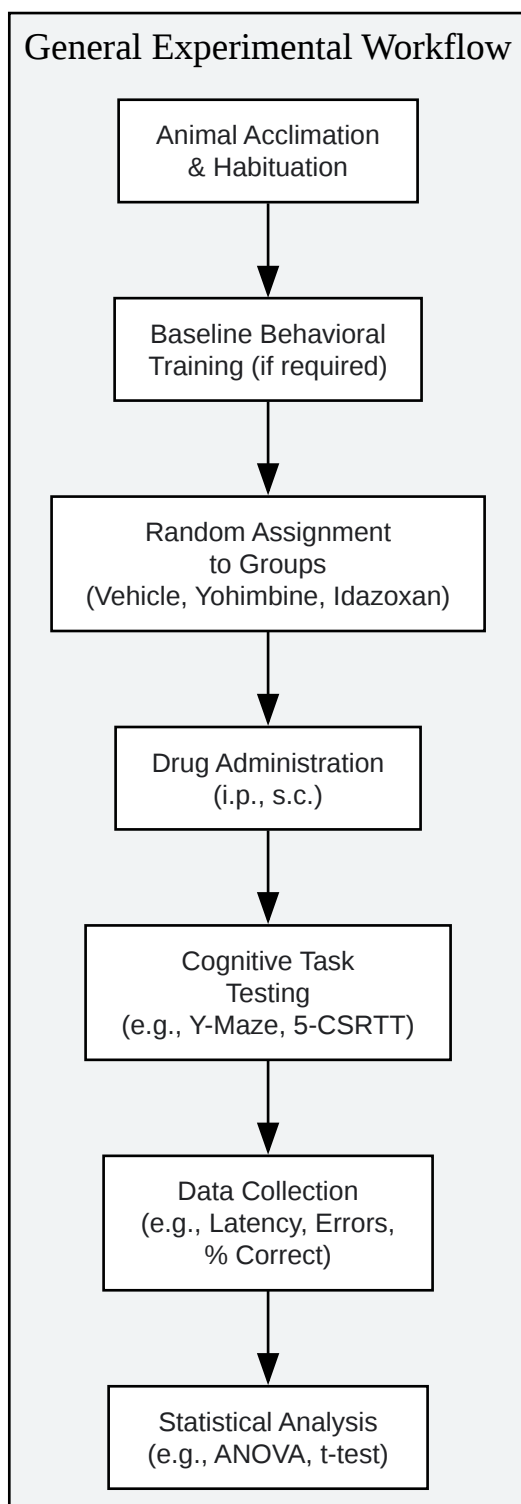 General Experimental Workflow
Animal Acclimation
& Habituation
Baseline Behavioral
Training (if required)
Random Assignment
to Groups
(Vehicle, Yohimbine, Idazoxan)
Drug Administration
(i.p., s.c.)
Cognitive Task
Testing
(e.g., Y-Maze, 5-CSRTT)
Data Collection
(e.g., Latency, Errors,
% Correct)
Statistical Analysis
(e.g., ANOVA, t-test)